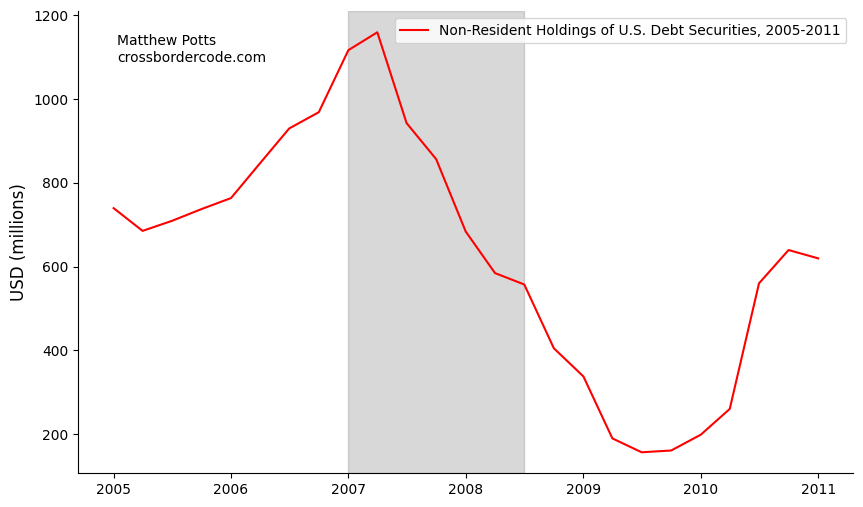 Matthew Potts
crossbordercode.com
Non-Resident Holdings of U.S. Debt Securities, 2005-2011
USD (millions)
1200
1000
800
600
400
200
2005 2006 2007 2008 2009 2010 2011